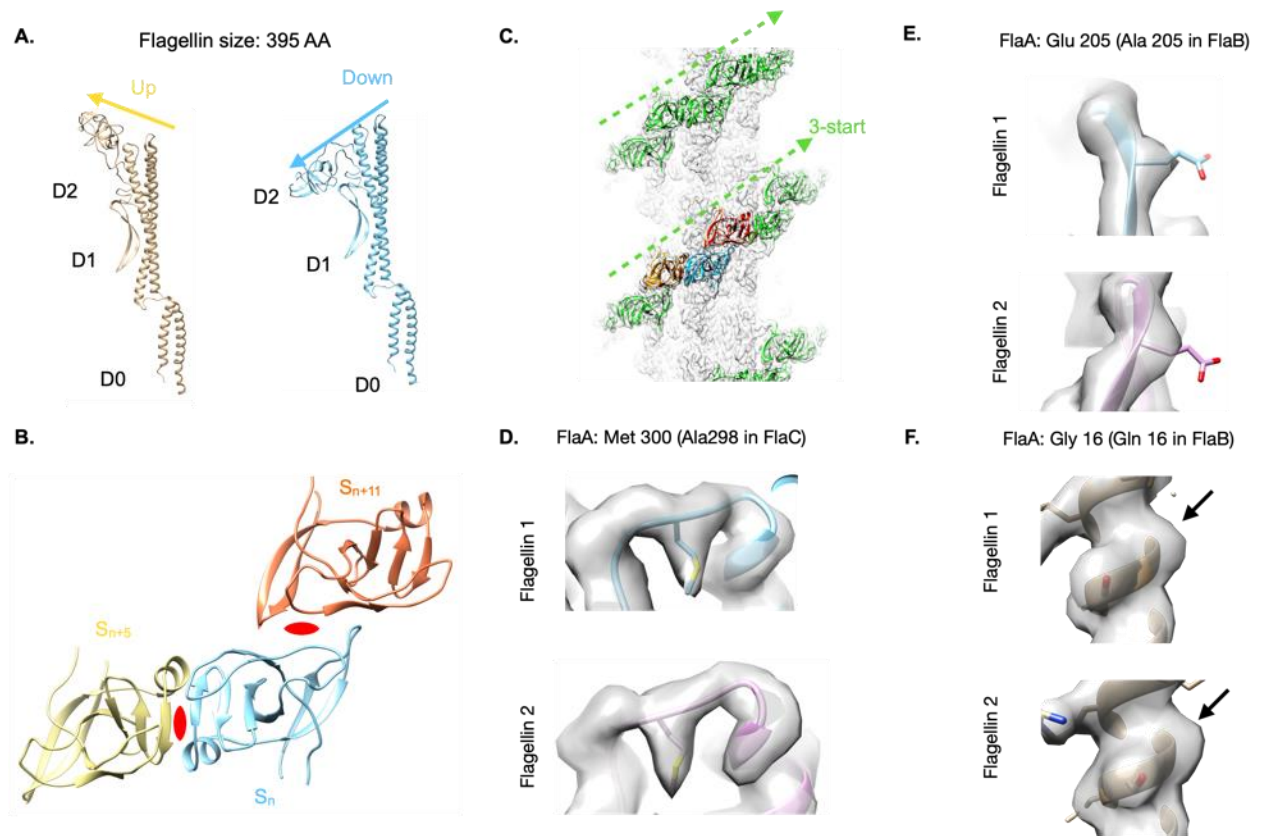 A.
Flagellin size: 395 AA
Up
Down
D2
D2
D1
D1
D0
D0
B.
Sn+11
Sn+5
Sn
C.
3-start
D.
FlaA: Met 300 (Ala298 in FlaC)
Flagellin 1
Flagellin 2
E.
FlaA: Glu 205 (Ala 205 in FlaB)
Flagellin 1
Flagellin 2
F.
FlaA: Gly 16 (Gln 16 in FlaB)
Flagellin 1
Flagellin 2